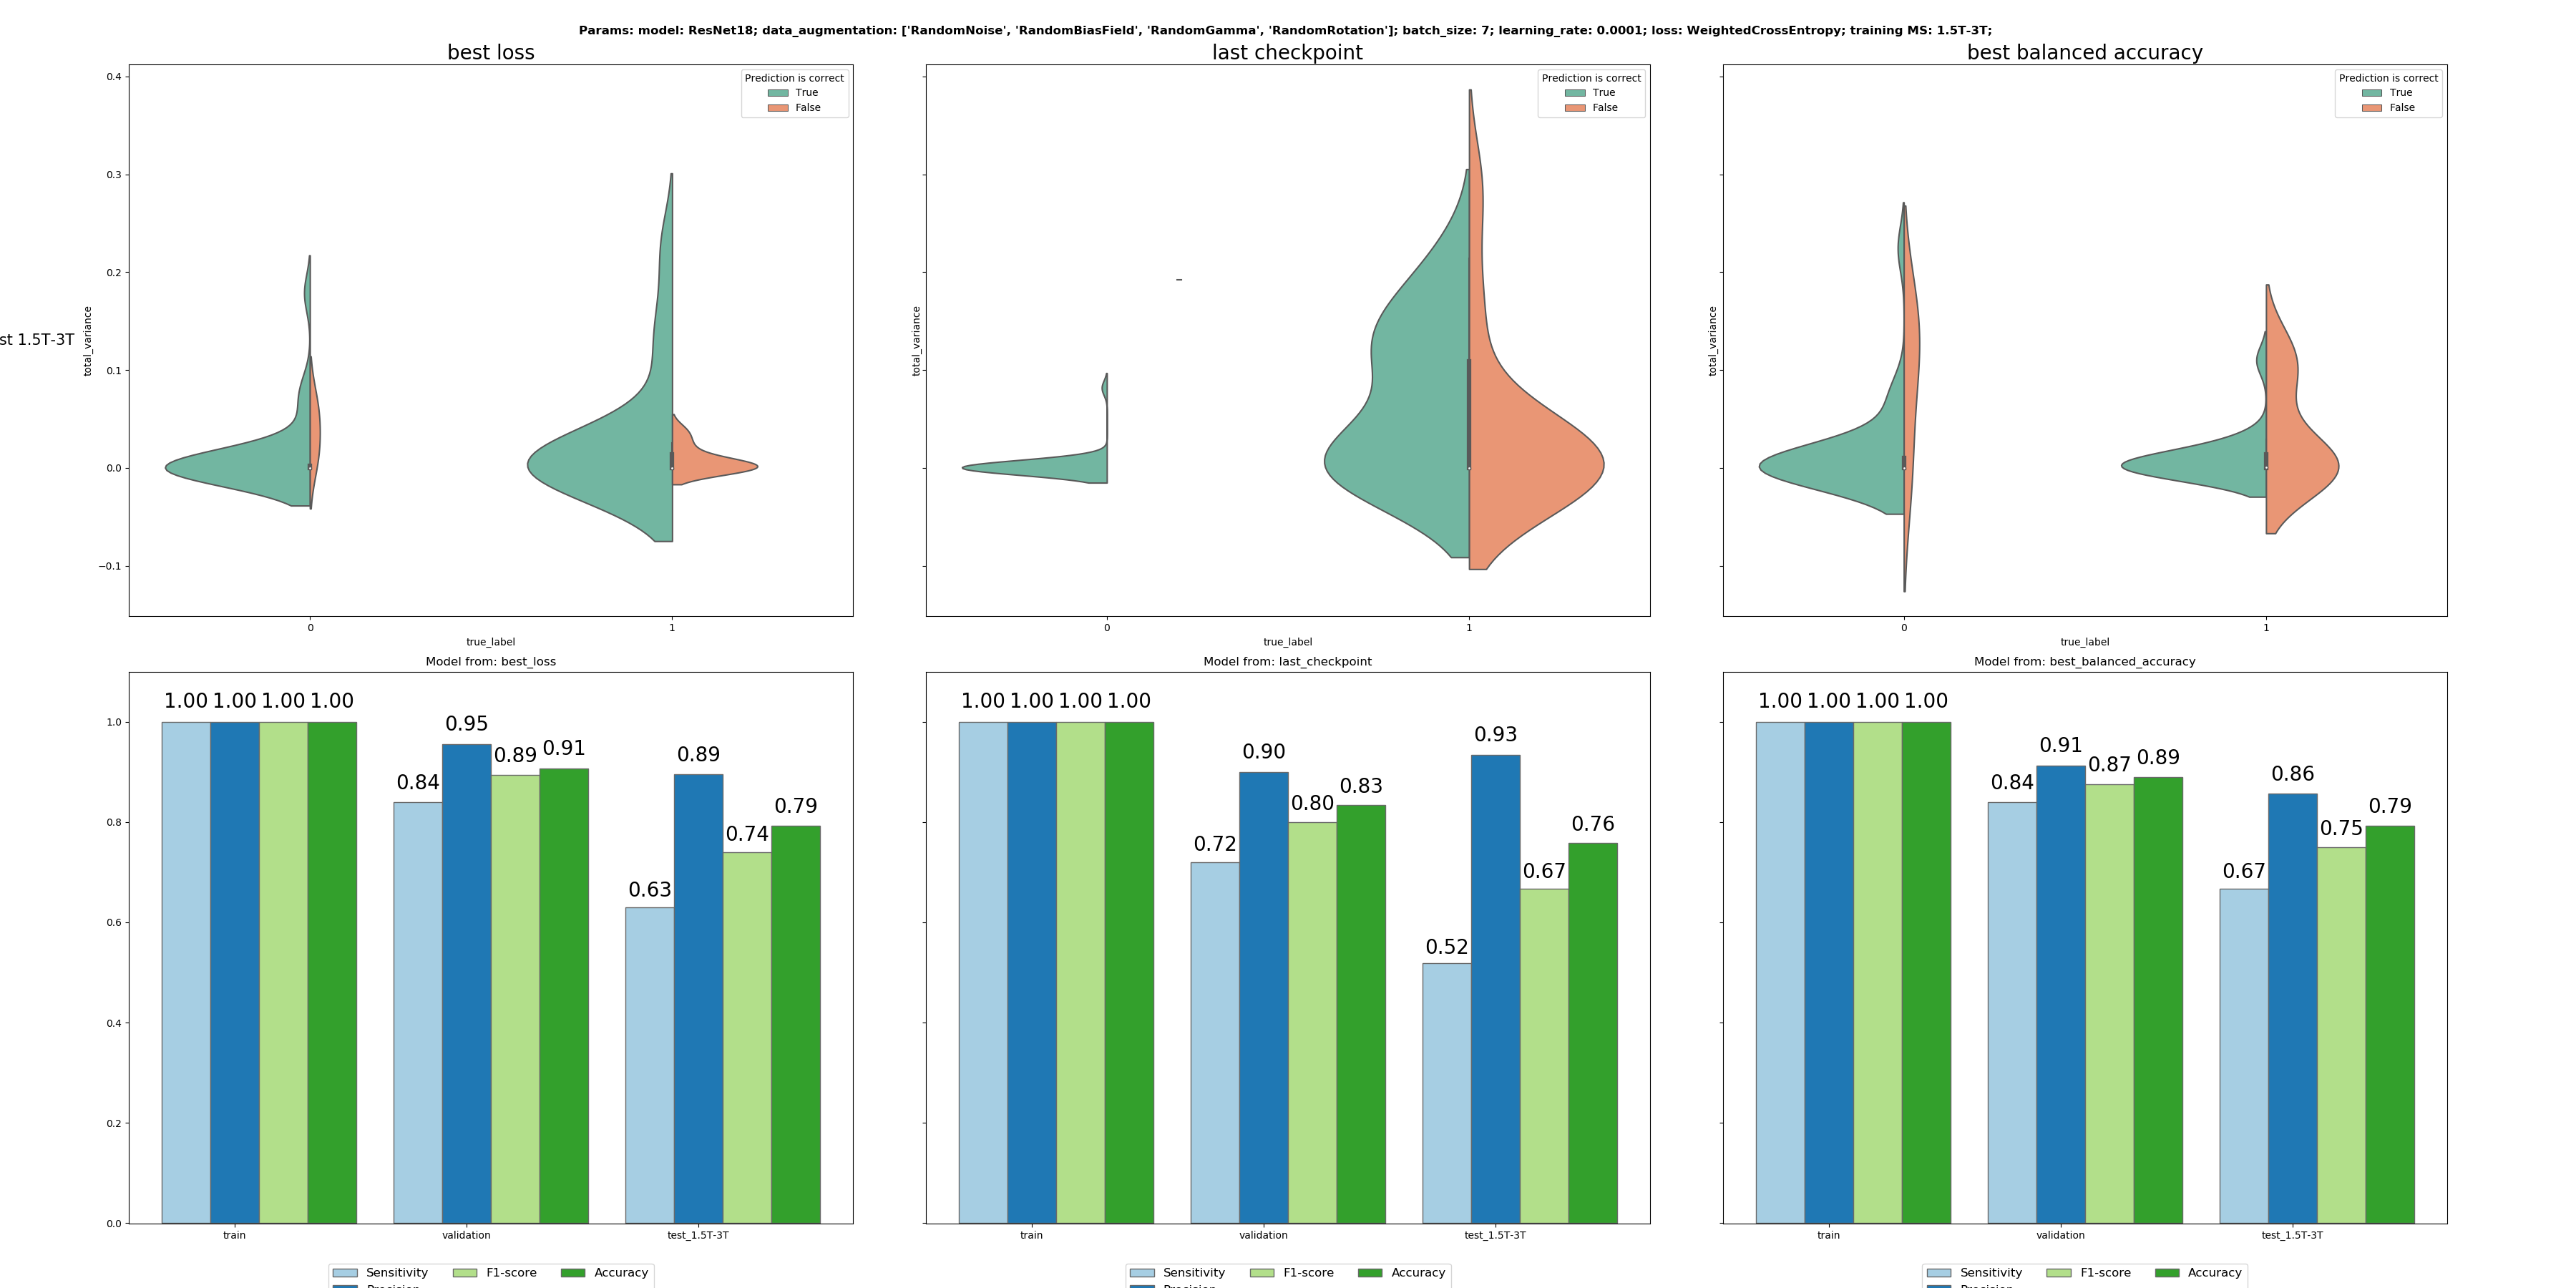 Params: model: ResNet18; data_augmentation: ['RandomNoise', 'RandomBiasField', 'RandomGamma', 'RandomRotation']; batch_size: 7; learning_rate: 0.0001; loss: WeightedCrossEntropy; training MS: 1.5T-3T;
best loss
last checkpoint
best balanced accuracy
Prediction is correct
True
False
Prediction is correct
True
False
Prediction is correct
True
False
0.4
0.3
0.2
0.1
0.0
−0.1
st 1.5T-3T
total_variance
total_variance
total_variance
0 1
0 1
0 1
true_label
true_label
true_label
Model from: best_loss
Model from: last_checkpoint
Model from: best_balanced_accuracy
1.0
0.8
0.6
0.4
0.2
0.0
1.00 1.00 1.00 1.00
0.84 0.95 0.89 0.91
0.63 0.89 0.74 0.79
1.00 1.00 1.00 1.00
0.72 0.90 0.80 0.83
0.52 0.93 0.67 0.76
1.00 1.00 1.00 1.00
0.84 0.91 0.87 0.89
0.67 0.86 0.75 0.79
train validation test_1.5T-3T
train validation test_1.5T-3T
train validation test_1.5T-3T
Sensitivity F1-score Accuracy
Sensitivity F1-score Accuracy
Sensitivity F1-score Accuracy